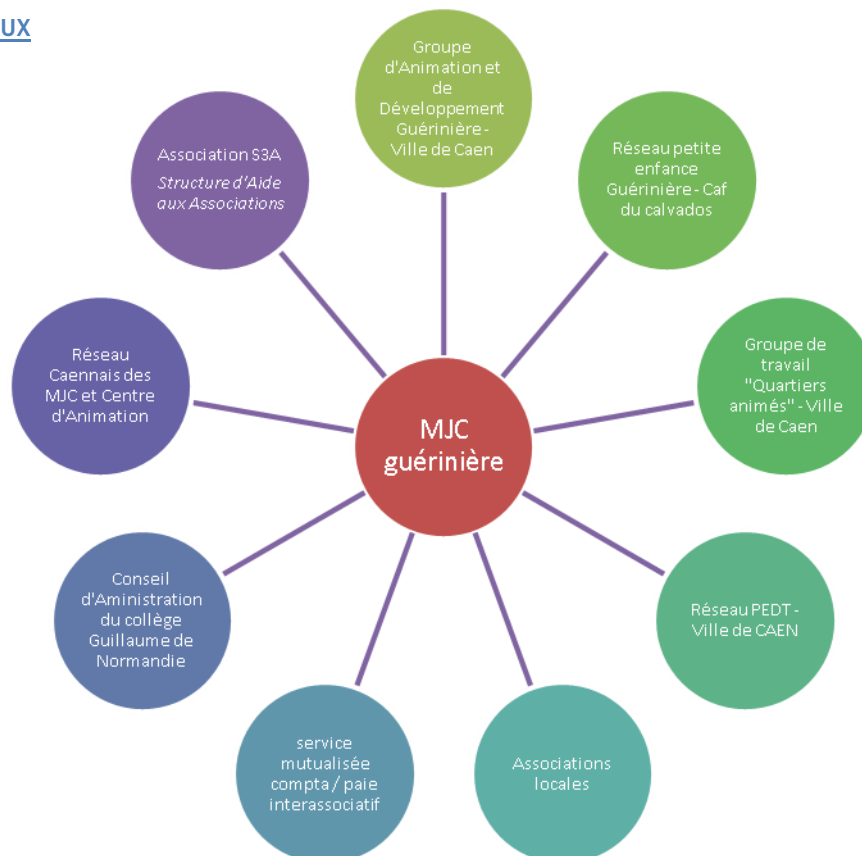 UX
Groupe
d'Animation et
de
Développement
Guérinière -
Ville de Caen
Réseau petite
enfance
Guérinière - Caf
du calvados
Groupe de
travail
"Quartiers
animés" - Ville
de Caen
Réseau PEDT -
Ville de CAEN
Associations
locales
service
mutualisée
compta / paie
interassociatif
Conseil
d'Aministration
du collège
Guillaume de
Normandie
Réseau
Caennais des
MJC et Centre
d'Animation
Association S3A
Structure d'Aide
aux Associations
MJC
guérinière